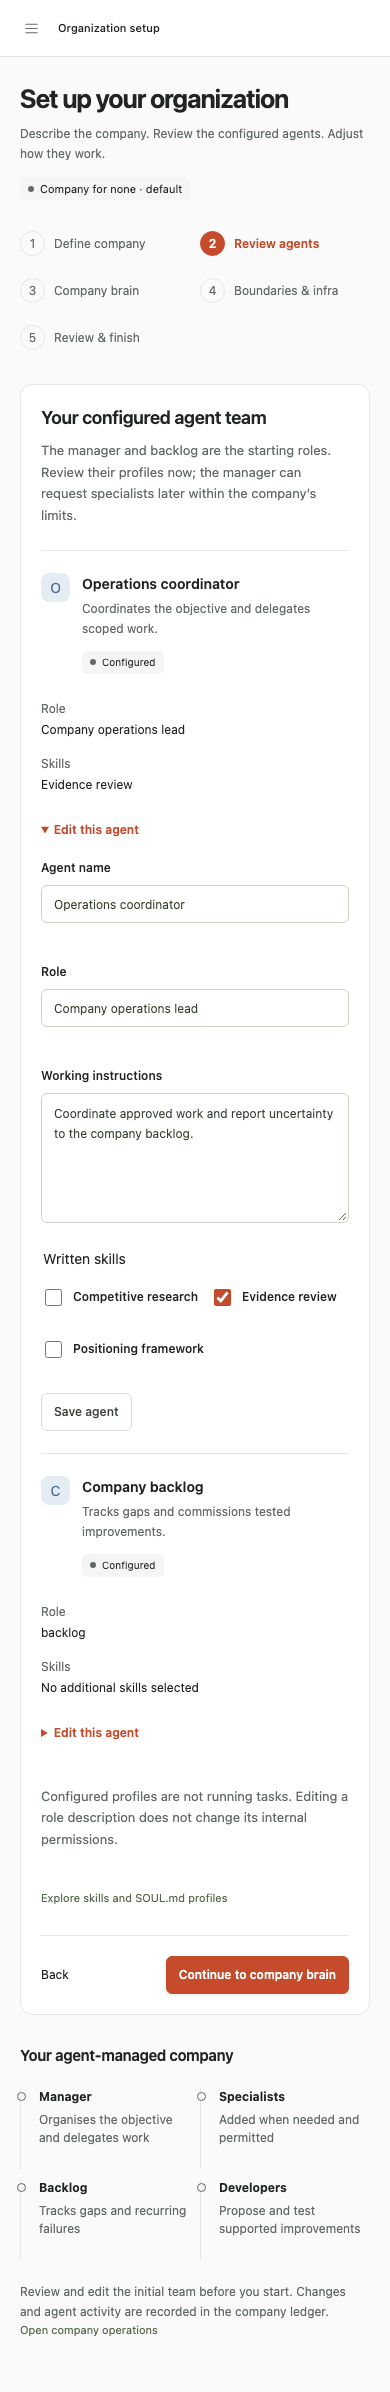 Organization setup
Set up your organization
Describe the company. Review the configured agents. Adjust
how they work.
Company for none · default
1 Define company
2 Review agents
3 Company brain
4 Boundaries & infra
5 Review & finish
Your configured agent team
The manager and backlog are the starting roles.
Review their profiles now; the manager can
request specialists later within the company’s
limits.
O
Operations coordinator
Coordinates the objective and delegates
scoped work.
Configured
Role
Company operations lead
Skills
Evidence review
Edit this agent
Agent name
Operations coordinator
Role
Company operations lead
Working instructions
Coordinate approved work and report uncertainty
to the company backlog.
Written skills
Competitive research
Evidence review
Positioning framework
Save agent
C
Company backlog
Tracks gaps and commissions tested
improvements.
Configured
Role
backlog
Skills
No additional skills selected
Edit this agent
Configured profiles are not running tasks. Editing a
role description does not change its internal
permissions.
Explore skills and SOUL.md profiles
Back
Continue to company brain
Your agent-managed company
Manager
Organises the objective
and delegates work
Specialists
Added when needed and
permitted
Backlog
Tracks gaps and recurring
failures
Developers
Propose and test
supported improvements
Review and edit the initial team before you start. Changes
and agent activity are recorded in the company ledger.
Open company operations